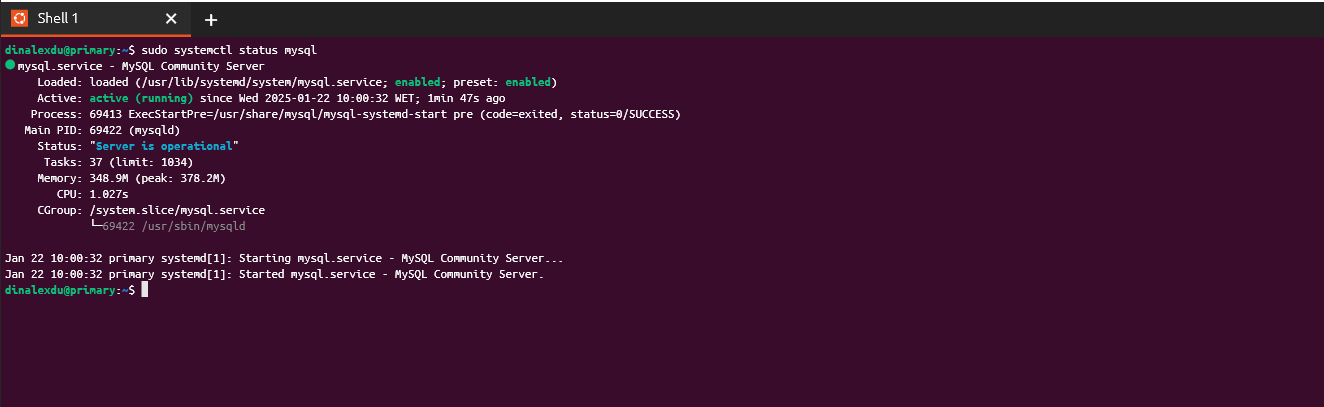 Shell 1
dinalexdu@primary:~$ sudo systemctl status mysql
mysql.service - MySQL Community Server
Loaded: loaded (/usr/lib/systemd/system/mysql.service; enabled; preset: enabled)
Active: active (running) since Wed 2025-01-22 10:00:32 WET; 1min 47s ago
Process: 69413 ExecStartPre=/usr/share/mysql/mysql-systemd-start pre (code=exited, status=0/SUCCESS)
Main PID: 69422 (mysqld)
Status: "Server is operational"
Tasks: 37 (limit: 1034)
Memory: 348.9M (peak: 378.2M)
CPU: 1.027s
CGroup: /system.slice/mysql.service
└─69422 /usr/sbin/mysqld
Jan 22 10:00:32 primary systemd[1]: Starting mysql.service - MySQL Community Server...
Jan 22 10:00:32 primary systemd[1]: Started mysql.service - MySQL Community Server.
dinalexdu@primary:~$